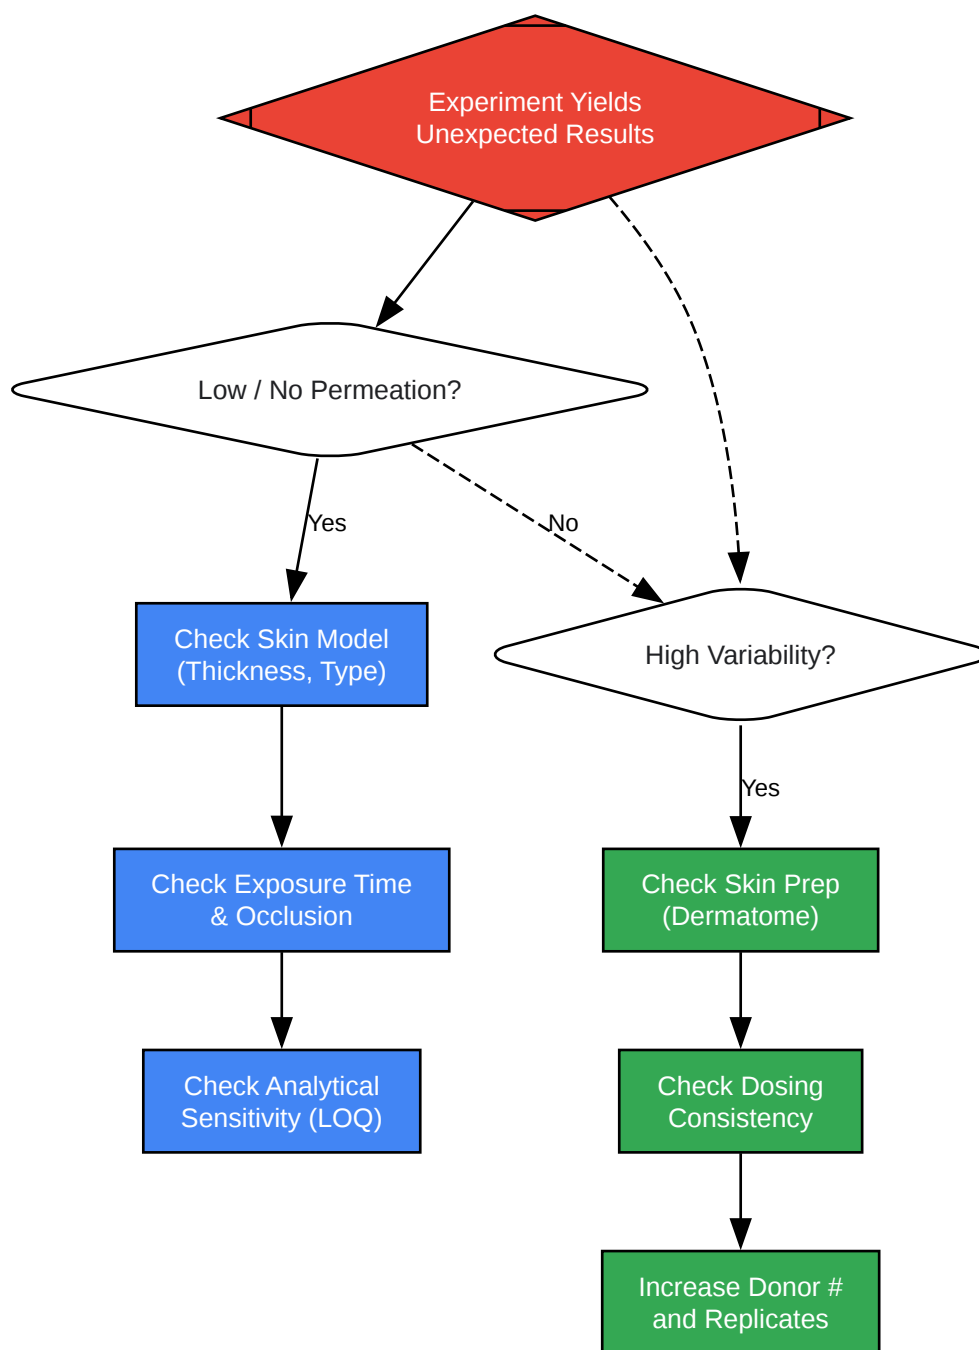 Experiment Yields
Unexpected Results
Low / No Permeation?
Yes
No
Check Skin Model
(Thickness, Type)
High Variability?
Yes
Check Exposure Time
& Occlusion
Check Skin Prep
(Dermatome)
Check Analytical
Sensitivity (LOQ)
Check Dosing
Consistency
Increase Donor #
and Replicates